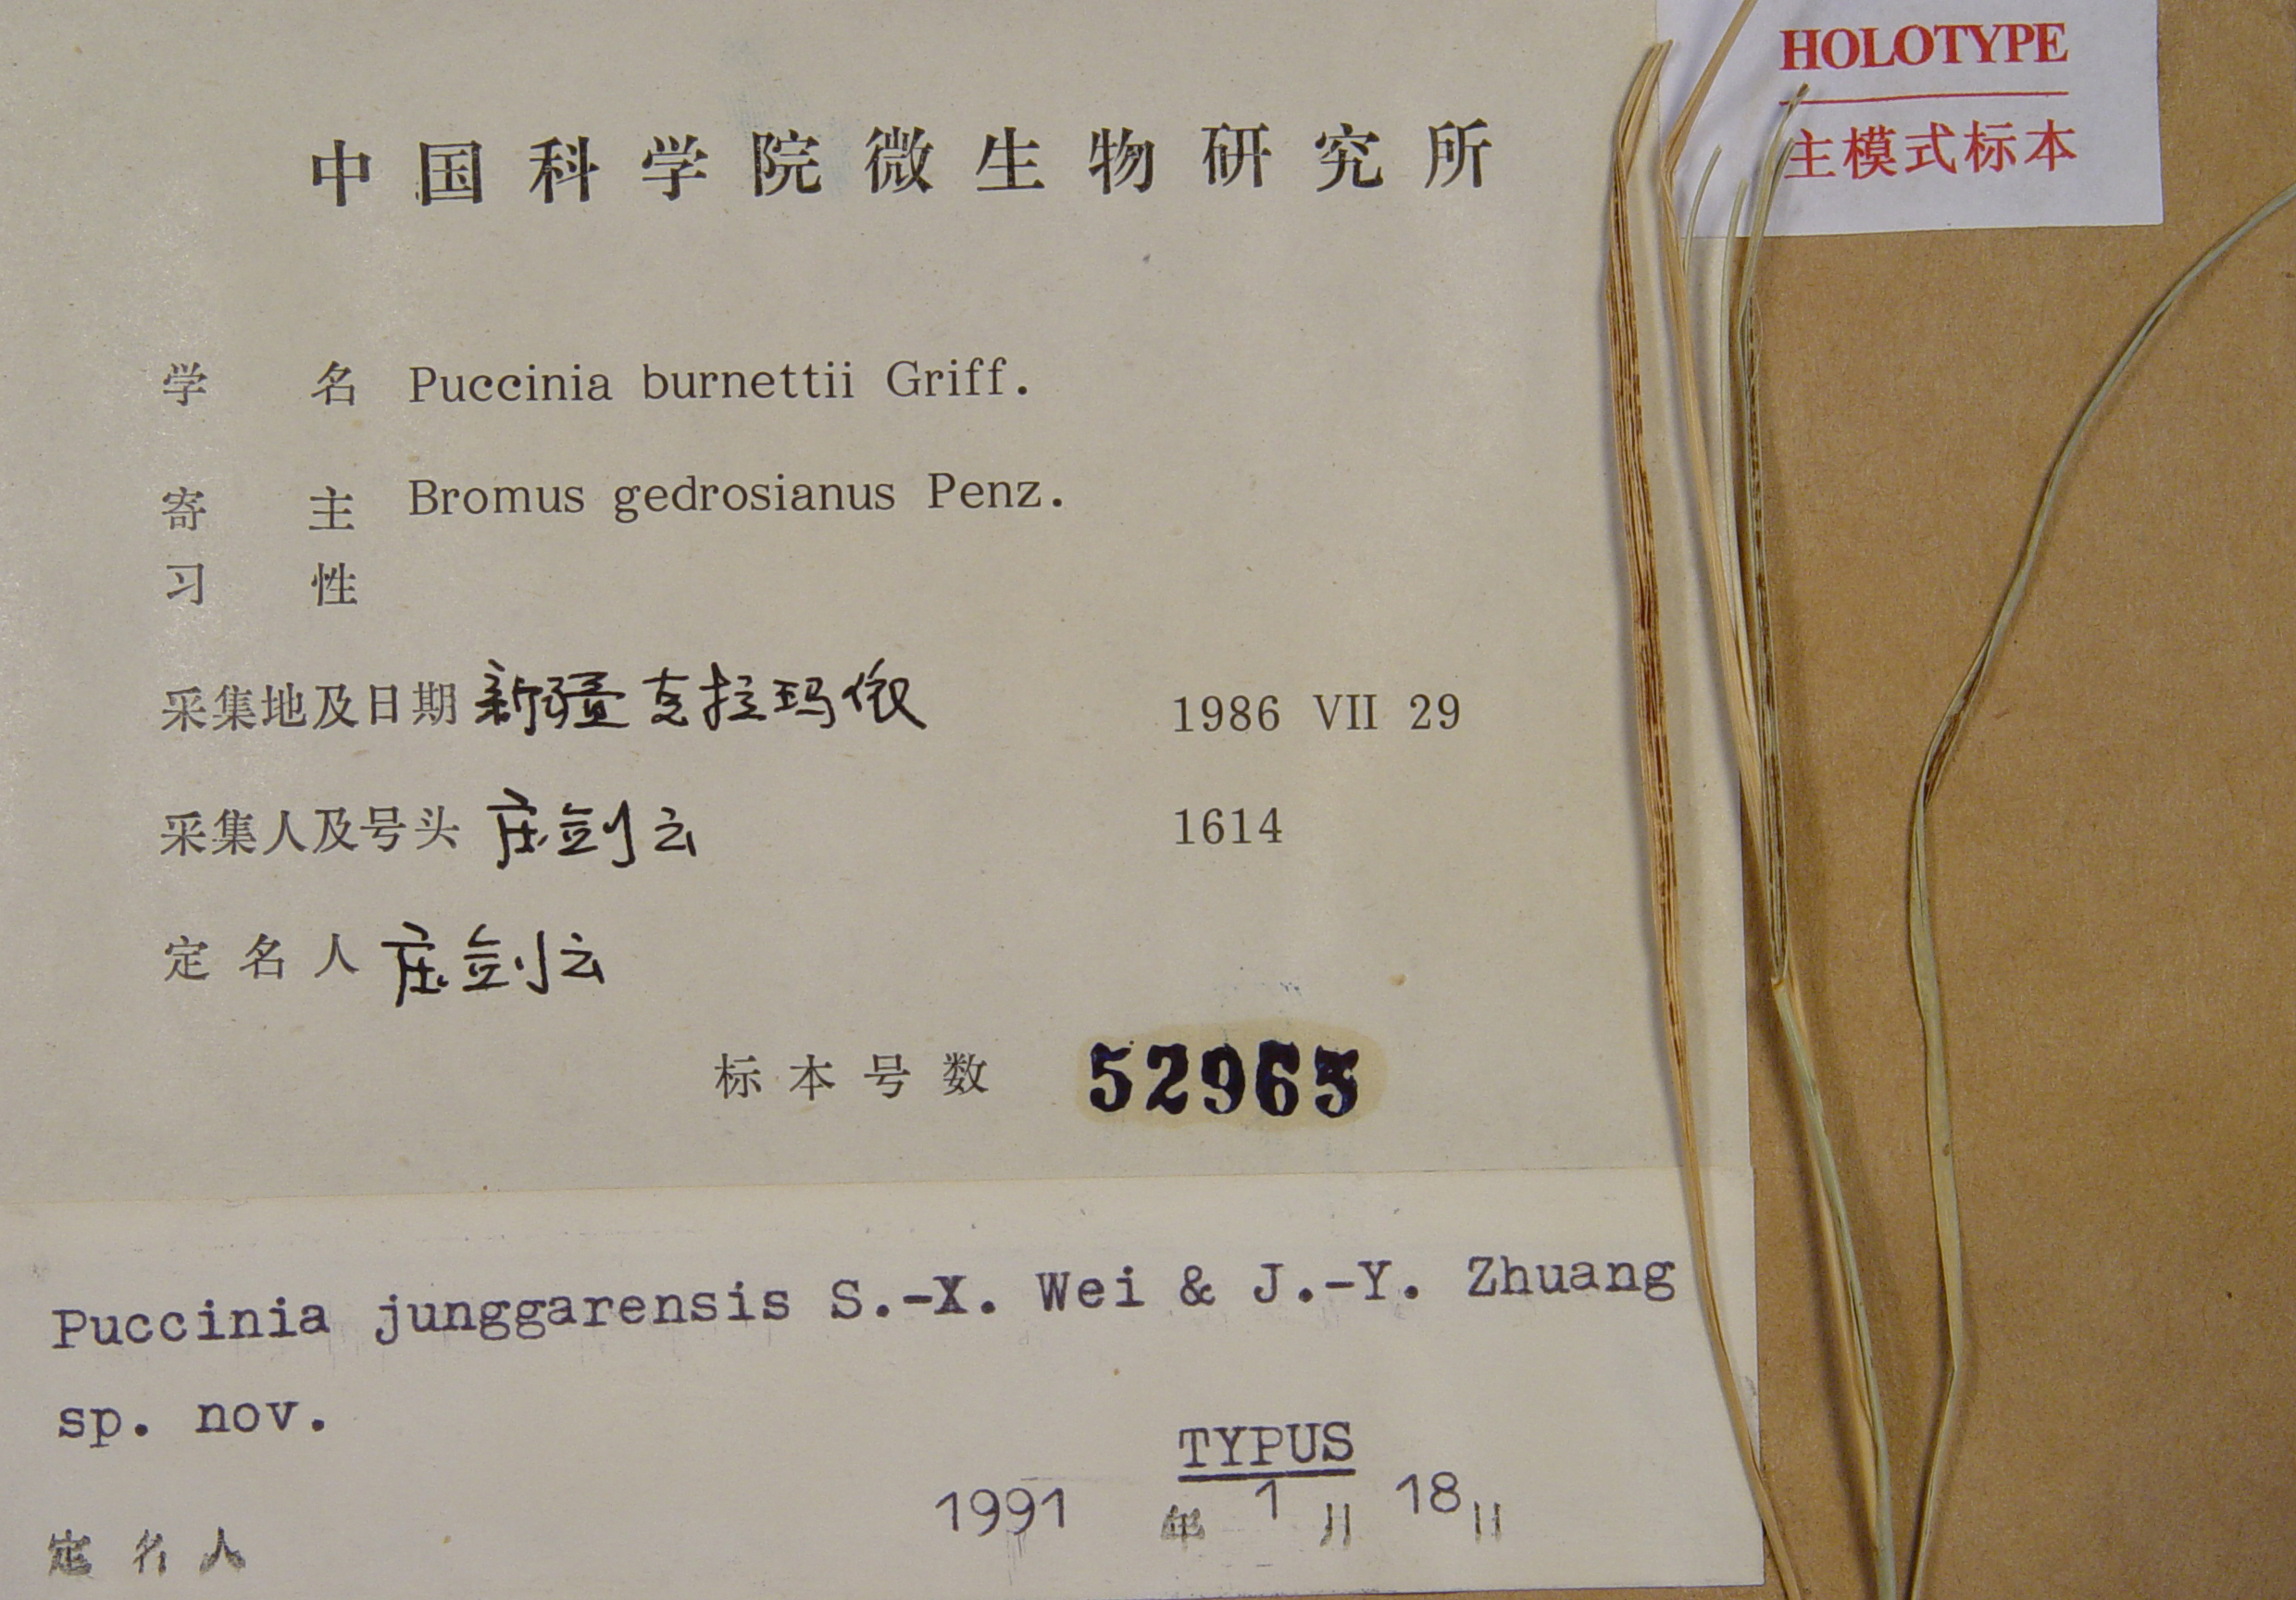 HOLOTYPE
主模式标本
中国科学院微生物研究所
学 名 Puccinia burnettii Griff.
寄 主 Bromus gedrosianus Penz.
习 性
采集地及日期 新疆克拉玛依 1986 VII 29
采集人及号头 庄剑云 1614
定名人 庄剑云
标本号数 52965
Puccinia junggarensis S.-X. Wei & J.-Y. Zhuang
sp. nov.
TYPUS
1991 年 1 月 18 日
定名人